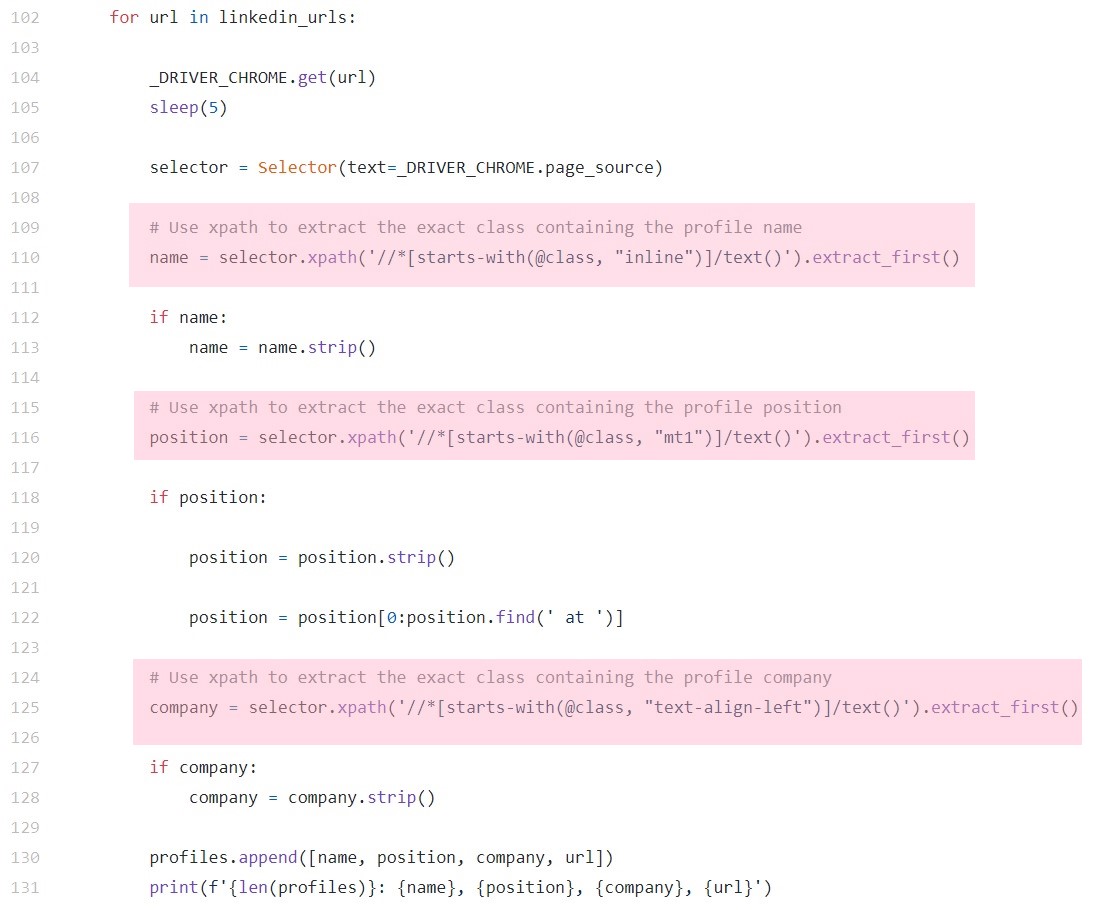 102 for url in linkedin_urls:
103
104 _DRIVER_CHROME.get(url)
105 sleep(5)
106
107 selector = Selector(text=_DRIVER_CHROME.page_source)
108
109 # Use xpath to extract the exact class containing the profile name
110 name = selector.xpath('//*[starts-with(@class, "inline")]/text()').extract_first()
111
112 if name:
113 name = name.strip()
114
115 # Use xpath to extract the exact class containing the profile position
116 position = selector.xpath('//*[starts-with(@class, "mt1")]/text()').extract_first()
117
118 if position:
119
120 position = position.strip()
121
122 position = position[0:position.find(' at ')]
123
124 # Use xpath to extract the exact class containing the profile company
125 company = selector.xpath('//*[starts-with(@class, "text-align-left")]/text()').extract_first()
126
127 if company:
128 company = company.strip()
129
130 profiles.append([name, position, company, url])
131 print(f'{len(profiles)}: {name}, {position}, {company}, {url}')